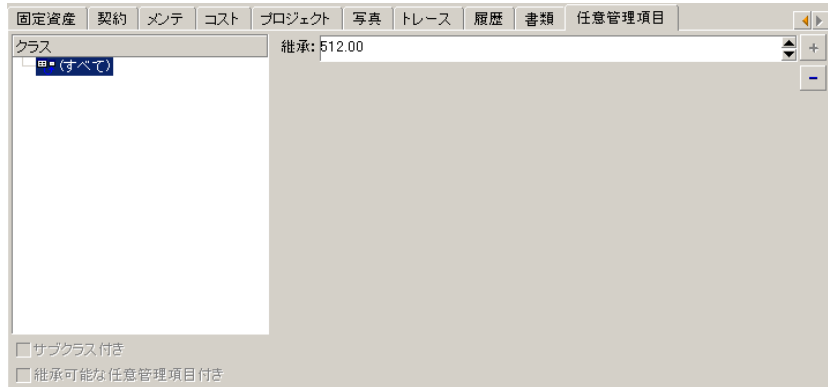 固定資産 契約 メンテ コスト プロジェクト 写真 トレース 履歴 書類 任意管理項目
クラス
(すべて)
継承: 512.00
サブクラス付き
継承可能な任意管理項目付き